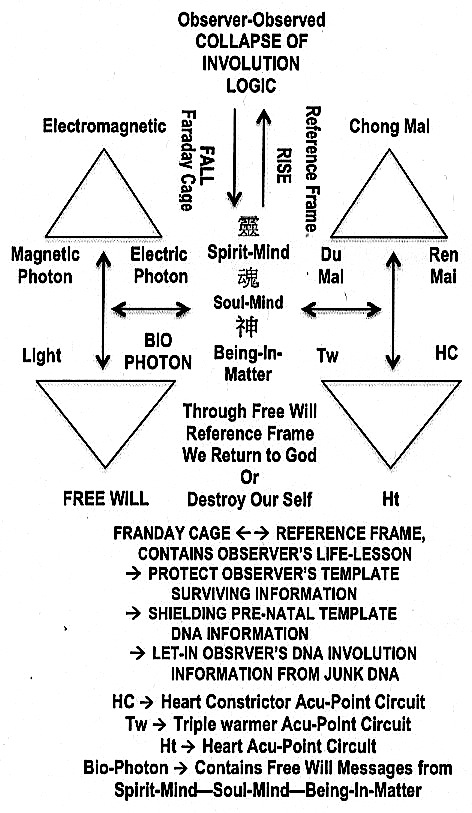 Observer-Observed
COLLAPSE OF
INVOLUTION
LOGIC
Electromagnetic
FALL
Faraday Cage
RISE
Reference Frame
Chong Mai
靈
Magnetic
Photon
Electric
Photon
Spirit-Mind
Du
Mai
Ren
Mai
魂
Soul-Mind
神
Light
BIO
PHOTON
Being-In-
Matter
Tw
HC
Through Free Will
Reference Frame
We Return to God
Or
FREE WILL
Destroy Our Self
Ht
FRANDAY CAGE ←→ REFERENCE FRAME,
CONTAINS OBSERVER'S LIFE-LESSON
→ PROTECT OBSERVER'S TEMPLATE
SURVIVING INFORMATION
→ SHIELDING PRE-NATAL TEMPLATE
DNA INFORMATION
→ LET-IN OBSRVER'S DNA INVOLUTION
INFORMATION FROM JUNK DNA
HC → Heart Constrictor Acu-Point Circuit
Tw → Triple warmer Acu-Point Circuit
Ht → Heart Acu-Point Circuit
Bio-Photon → Contains Free Will Messages from
Spirit-Mind—Soul-Mind—Being-In-Matter